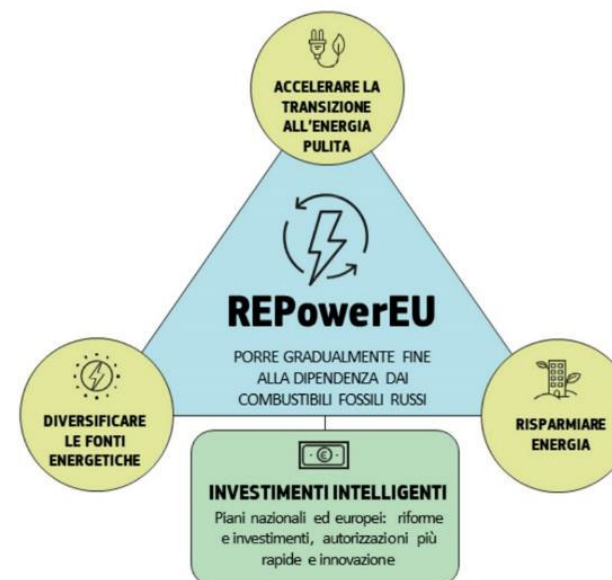 ACCELERARE LA
TRANSIZIONE
ALL'ENERGIA
PULITA
REPowerEU
PORRE GRADUALMENTE FINE
ALLA DIPENDENZA DAI
COMBUSTIBILI FOSSILI RUSSI
DIVERSIFICARE
LE FONTI
ENERGETICHE
RISPARMIARE
ENERGIA
€
INVESTIMENTI INTELLIGENTI
Piani nazionali ed europei: riforme
e investimenti, autorizzazioni più
rapide e innovazione